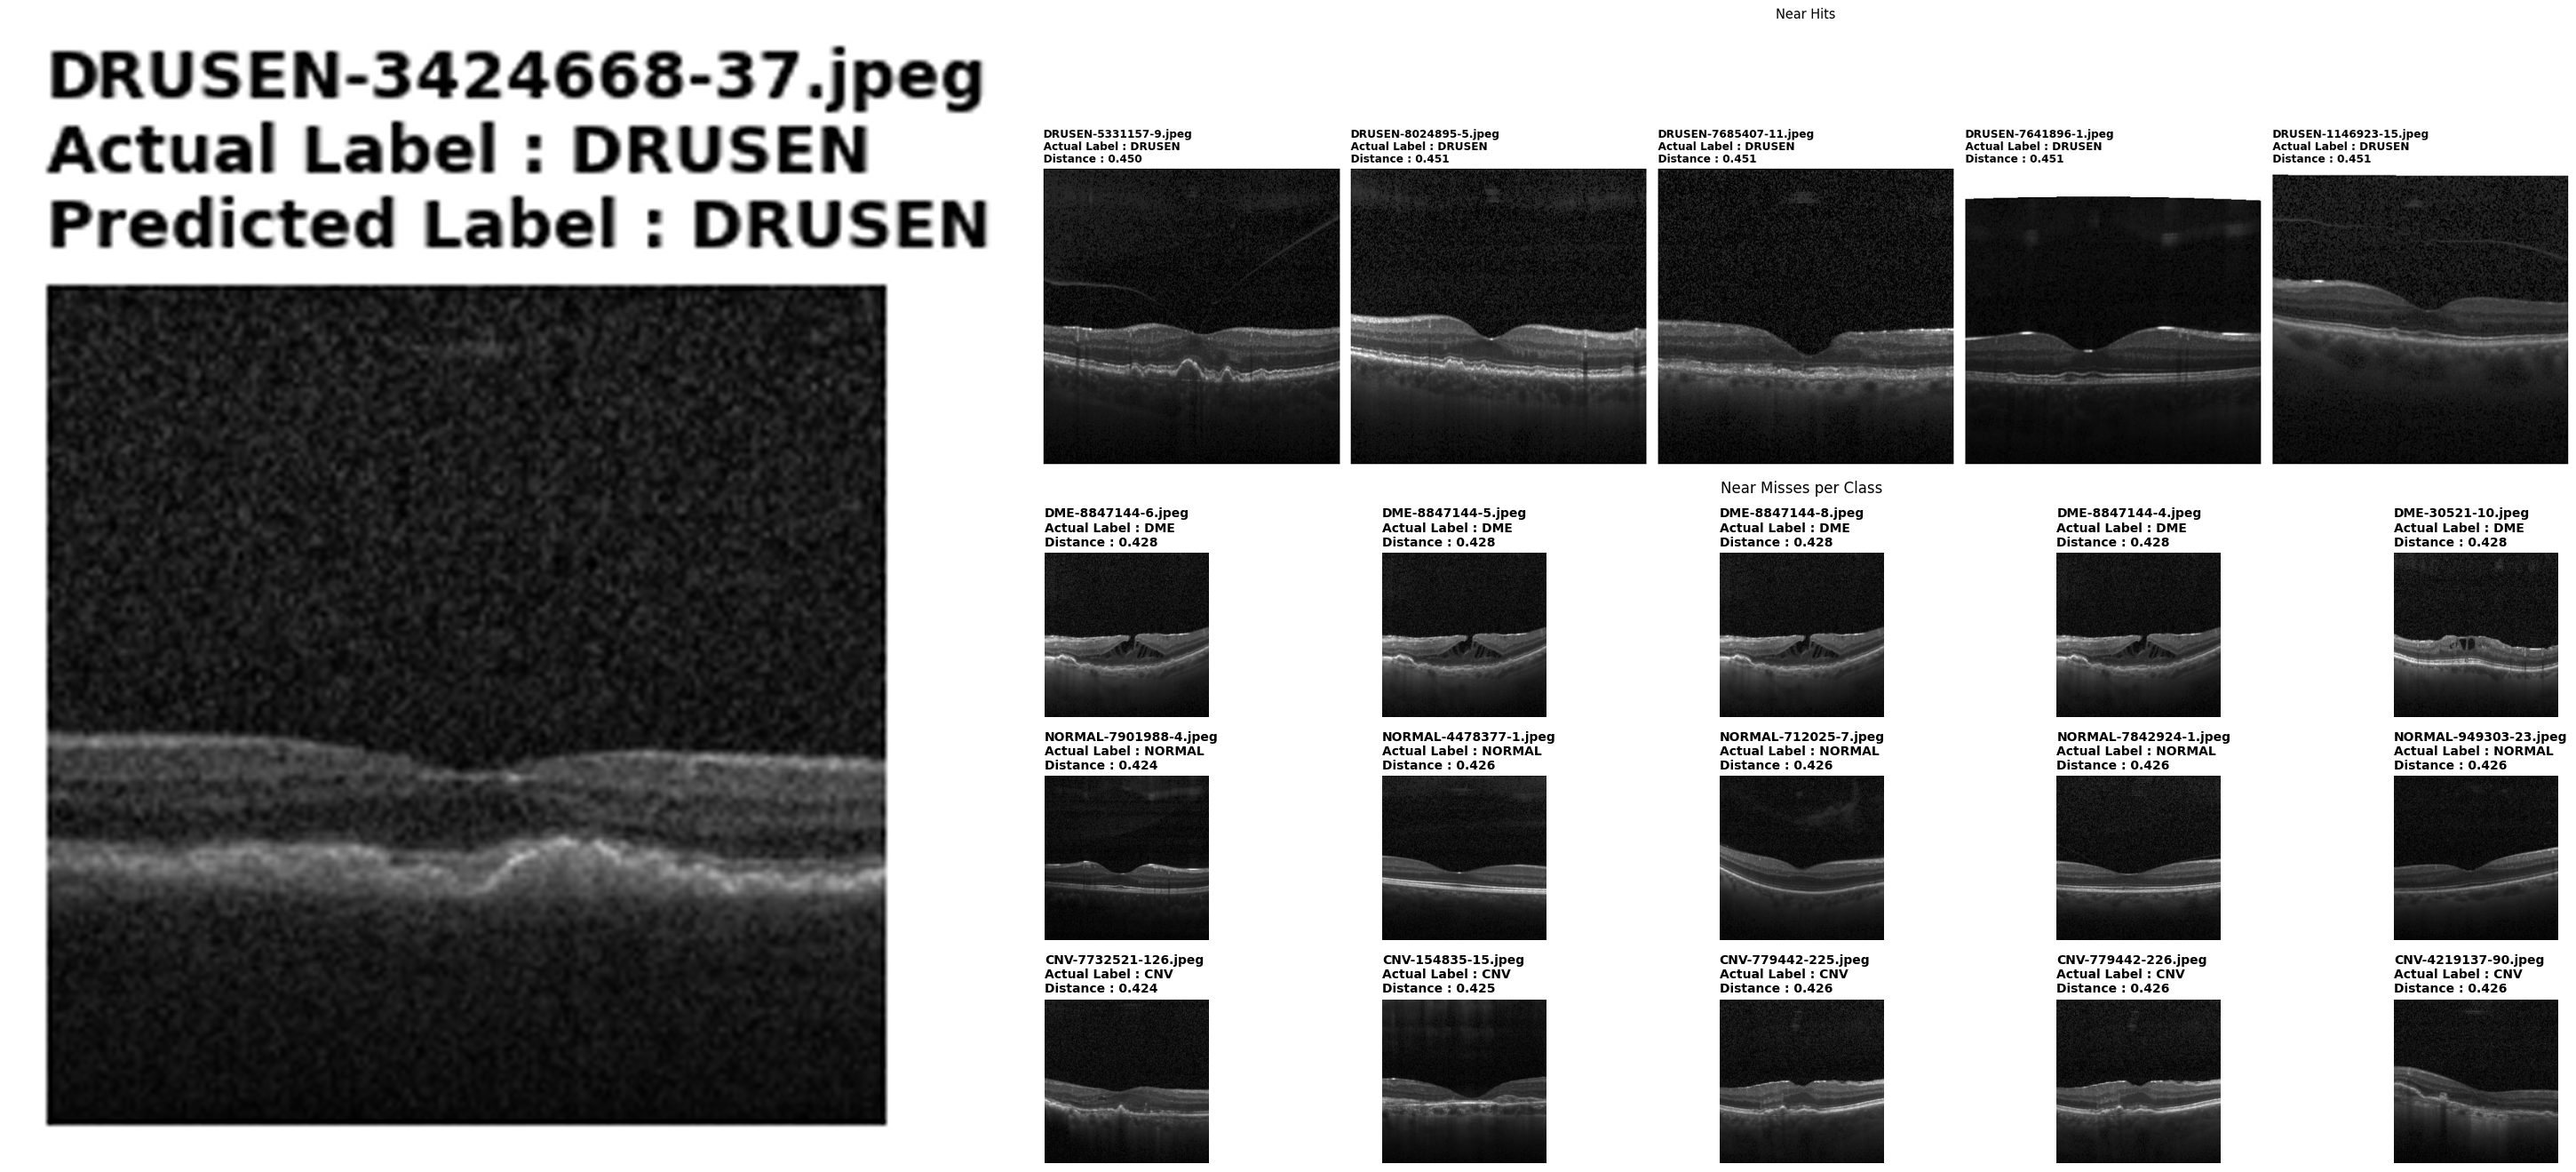 DRUSEN-3424668-37.jpeg
Actual Label : DRUSEN
Predicted Label : DRUSEN
Near Hits
DRUSEN-5331157-9.jpeg
Actual Label : DRUSEN
Distance : 0.450
DRUSEN-8024895-5.jpeg
Actual Label : DRUSEN
Distance : 0.451
DRUSEN-7685407-11.jpeg
Actual Label : DRUSEN
Distance : 0.451
DRUSEN-7641896-1.jpeg
Actual Label : DRUSEN
Distance : 0.451
DRUSEN-1146923-15.jpeg
Actual Label : DRUSEN
Distance : 0.451
Near Misses per Class
DME-8847144-6.jpeg
Actual Label : DME
Distance : 0.428
DME-8847144-5.jpeg
Actual Label : DME
Distance : 0.428
DME-8847144-8.jpeg
Actual Label : DME
Distance : 0.428
DME-8847144-4.jpeg
Actual Label : DME
Distance : 0.428
DME-30521-10.jpeg
Actual Label : DME
Distance : 0.428
NORMAL-7901988-4.jpeg
Actual Label : NORMAL
Distance : 0.424
NORMAL-4478377-1.jpeg
Actual Label : NORMAL
Distance : 0.426
NORMAL-712025-7.jpeg
Actual Label : NORMAL
Distance : 0.426
NORMAL-7842924-1.jpeg
Actual Label : NORMAL
Distance : 0.426
NORMAL-949303-23.jpeg
Actual Label : NORMAL
Distance : 0.426
CNV-7732521-126.jpeg
Actual Label : CNV
Distance : 0.424
CNV-154835-15.jpeg
Actual Label : CNV
Distance : 0.425
CNV-779442-225.jpeg
Actual Label : CNV
Distance : 0.426
CNV-779442-226.jpeg
Actual Label : CNV
Distance : 0.426
CNV-4219137-90.jpeg
Actual Label : CNV
Distance : 0.426